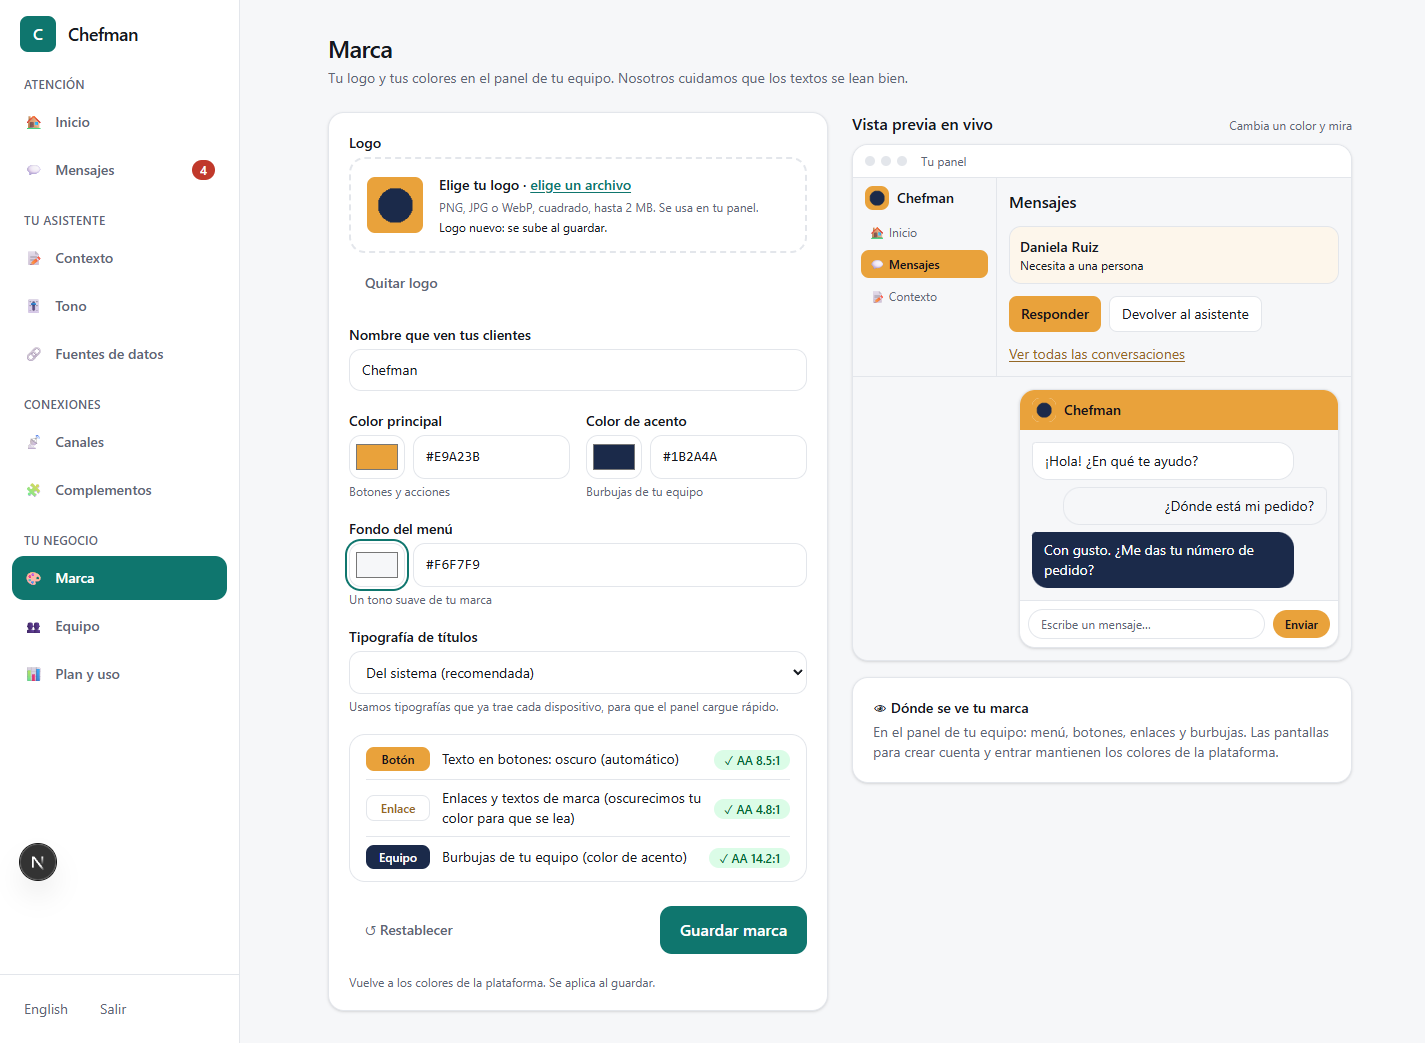 C
Chefman
ATENCIÓN
Inicio
Mensajes
4
TU ASISTENTE
Contexto
Tono
Fuentes de datos
CONEXIONES
Canales
Complementos
TU NEGOCIO
Marca
Equipo
Plan y uso
N
English
Salir
Marca
Tu logo y tus colores en el panel de tu equipo. Nosotros cuidamos que los textos se lean bien.
Logo
Elige tu logo · elige un archivo
PNG, JPG o WebP, cuadrado, hasta 2 MB. Se usa en tu panel.
Logo nuevo: se sube al guardar.
Quitar logo
Nombre que ven tus clientes
Chefman
Color principal
#E9A23B
Botones y acciones
Color de acento
#1B2A4A
Burbujas de tu equipo
Fondo del menú
#F6F7F9
Un tono suave de tu marca
Tipografía de títulos
Del sistema (recomendada)
Usamos tipografías que ya trae cada dispositivo, para que el panel cargue rápido.
Botón
Texto en botones: oscuro (automático)
✓ AA 8.5:1
Enlace
Enlaces y textos de marca (oscurecimos tu
color para que se lea)
✓ AA 4.8:1
Equipo
Burbujas de tu equipo (color de acento)
✓ AA 14.2:1
↺ Restablecer
Guardar marca
Vuelve a los colores de la plataforma. Se aplica al guardar.
Vista previa en vivo
Cambia un color y mira
Tu panel
Chefman
Inicio
Mensajes
Contexto
Mensajes
Daniela Ruiz
Necesita a una persona
Responder
Devolver al asistente
Ver todas las conversaciones
Chefman
¡Hola! ¿En qué te ayudo?
¿Dónde está mi pedido?
Con gusto. ¿Me das tu número de
pedido?
Escribe un mensaje...
Enviar
Dónde se ve tu marca
En el panel de tu equipo: menú, botones, enlaces y burbujas. Las pantallas
para crear cuenta y entrar mantienen los colores de la plataforma.